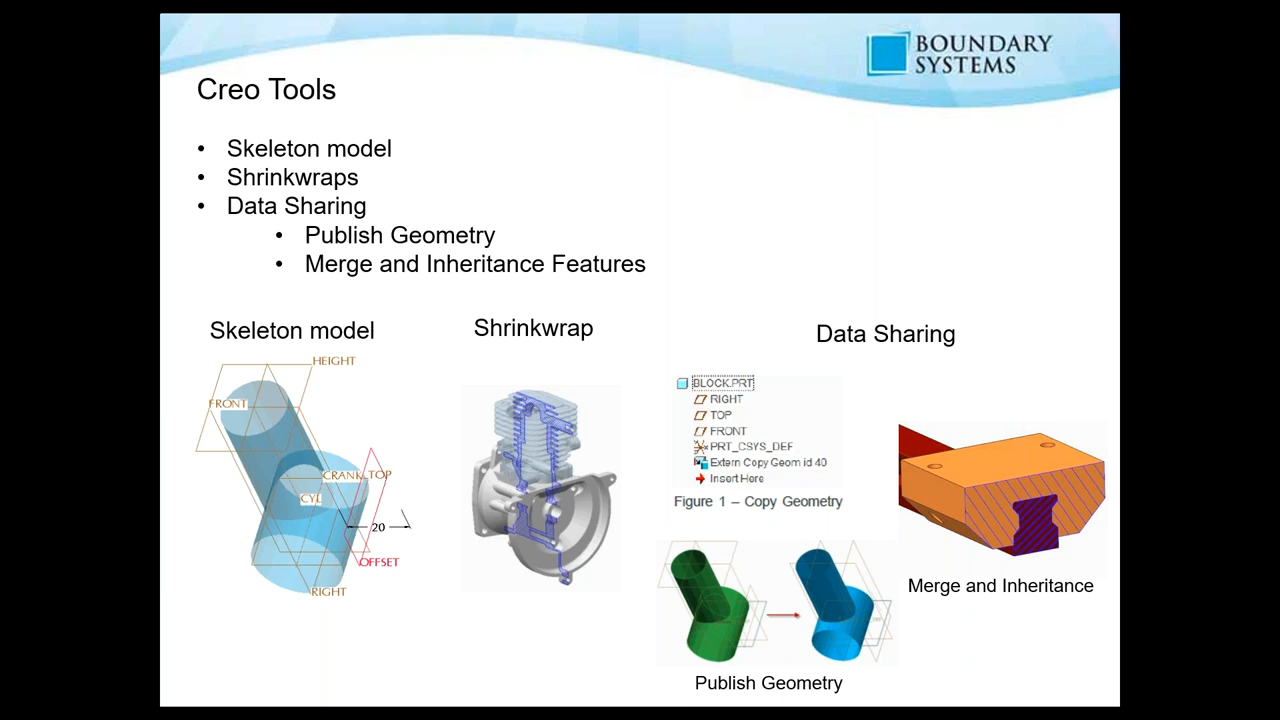 BOUNDARY
SYSTEMS
Creo Tools
• Skeleton model
• Shrinkwraps
• Data Sharing
• Publish Geometry
• Merge and Inheritance Features
Skeleton model
Shrinkwrap
Data Sharing
HEIGHT
FRONT
CRANK_TOP
CYL
20
OFFSET
RIGHT
BLOCK.PRT
RIGHT
TOP
FRONT
PRT_CSYS_DEF
Extern Copy Geom id 40
Insert Here
Figure 1 – Copy Geometry
Merge and Inheritance
Publish Geometry